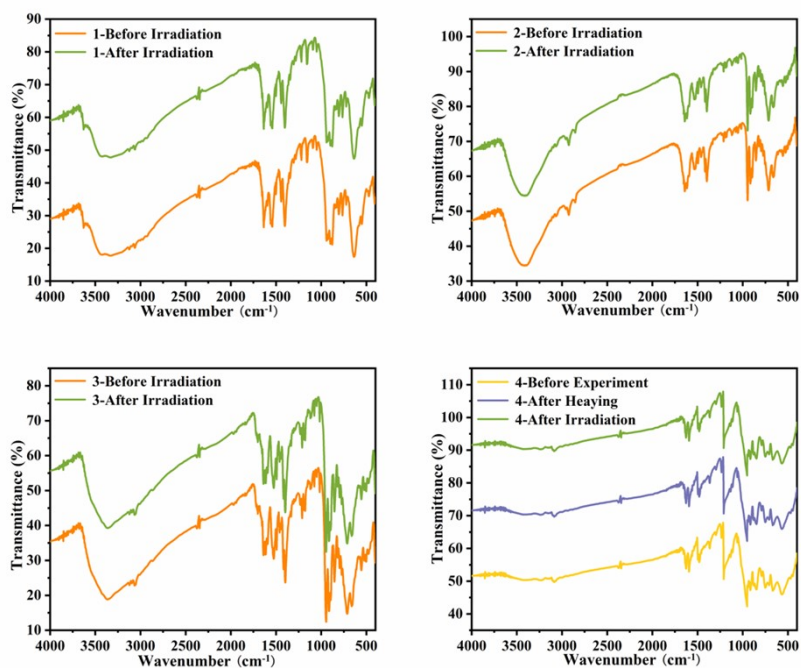 1-Before Irradiation
1-After Irradiation
Transmittance (%)
90
80
70
60
50
40
30
20
10
4000 3500 3000 2500 2000 1500 1000 500
Wavenumber (cm-1)
2-Before Irradiation
2-After Irradiation
Transmittance (%)
100
90
80
70
60
50
40
30
4000 3500 3000 2500 2000 1500 1000 500
Wavenumber (cm-1)
3-Before Irradiation
3-After Irradiation
Transmittance (%)
80
70
60
50
40
30
20
10
4000 3500 3000 2500 2000 1500 1000 500
Wavenumber (cm-1)
4-Before Experiment
4-After Heaying
4-After Irradiation
Transmittance (%)
110
100
90
80
70
60
50
40
4000 3500 3000 2500 2000 1500 1000 500
Wavenumber (cm-1)